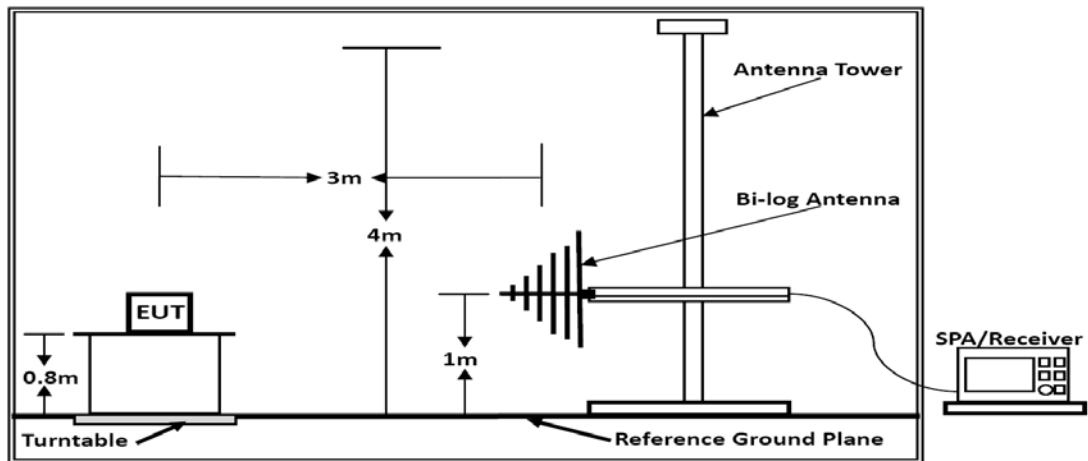 Antenna Tower
3m
Bi-log Antenna
4m
EUT
1m
SPA/Receiver
0.8m
Turntable
Reference Ground Plane